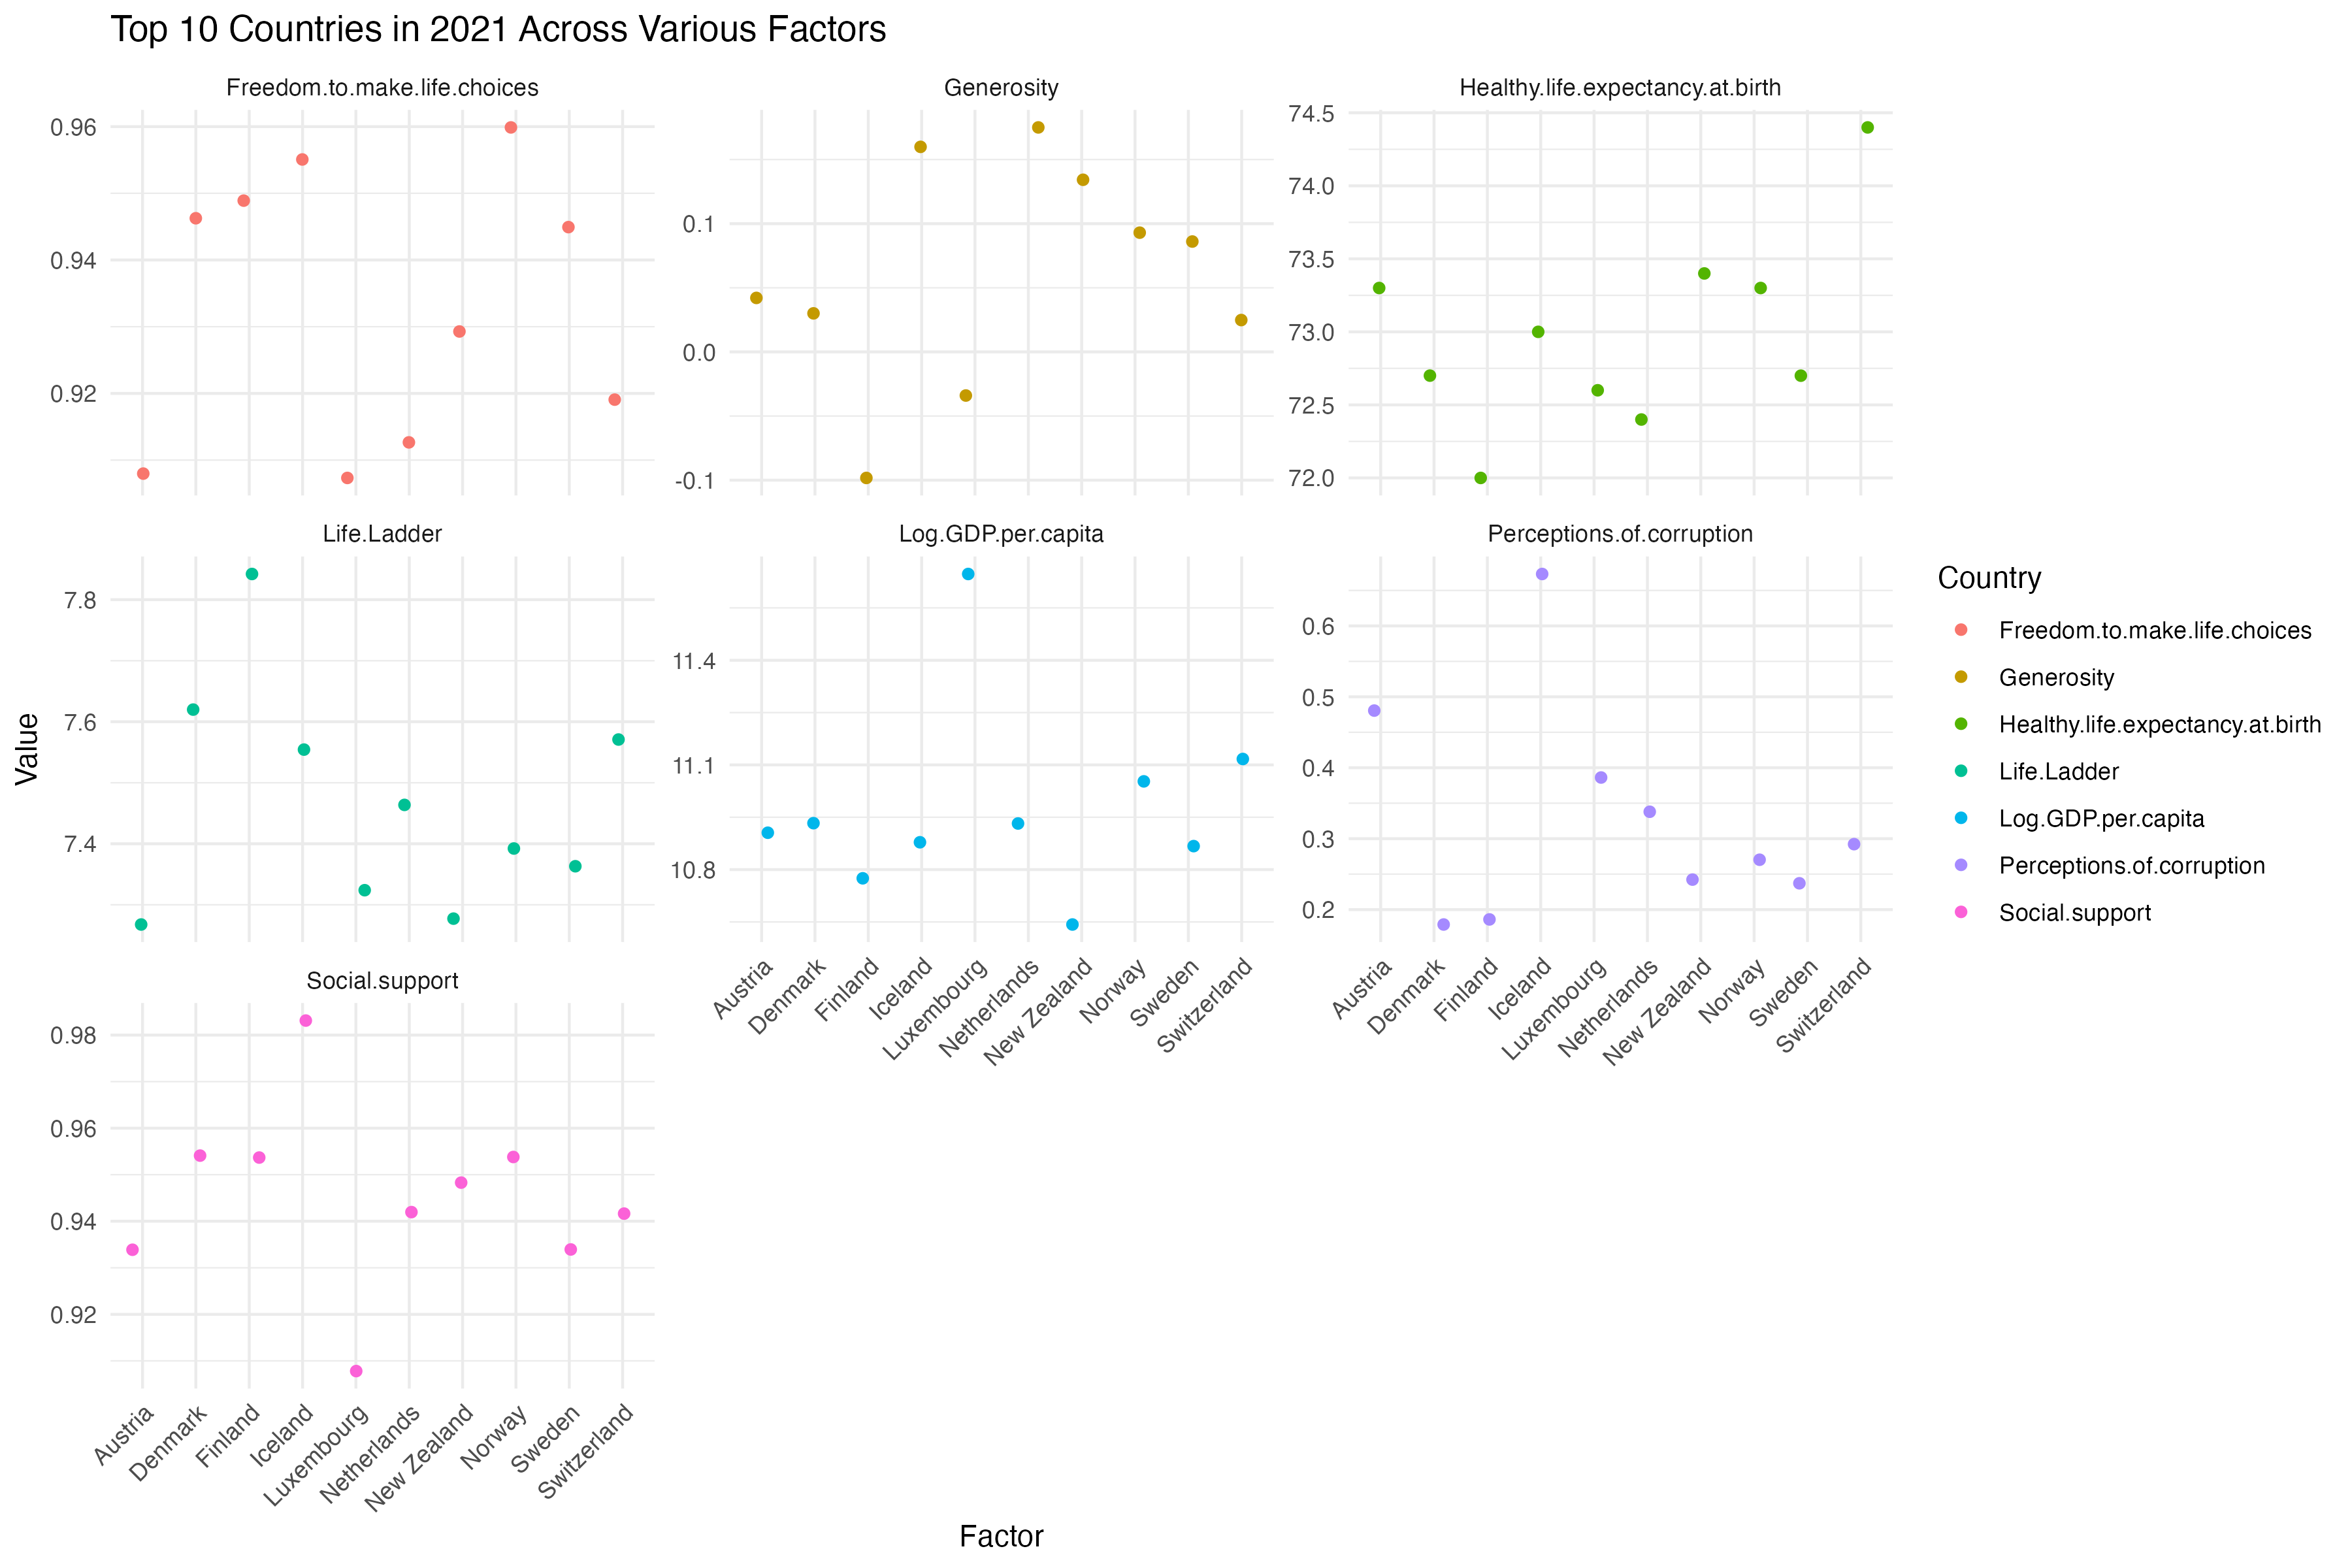 Top 10 Countries in 2021 Across Various Factors
Freedom.to.make.life.choices
0.96
0.94
0.92
Generosity
0.1
0.0
-0.1
Healthy.life.expectancy.at.birth
74.5
74.0
73.5
73.0
72.5
72.0
Value
Life.Ladder
7.8
7.6
7.4
Log.GDP.per.capita
11.4
11.1
10.8
Austria
Denmark
Finland
Iceland
Luxembourg
Netherlands
New Zealand
Norway
Sweden
Switzerland
Perceptions.of.corruption
0.6
0.5
0.4
0.3
0.2
Austria
Denmark
Finland
Iceland
Luxembourg
Netherlands
New Zealand
Norway
Sweden
Switzerland
Country
Freedom.to.make.life.choices
Generosity
Healthy.life.expectancy.at.birth
Life.Ladder
Log.GDP.per.capita
Perceptions.of.corruption
Social.support
Social.support
0.98
0.96
0.94
0.92
Austria
Denmark
Finland
Iceland
Luxembourg
Netherlands
New Zealand
Norway
Sweden
Switzerland
Factor